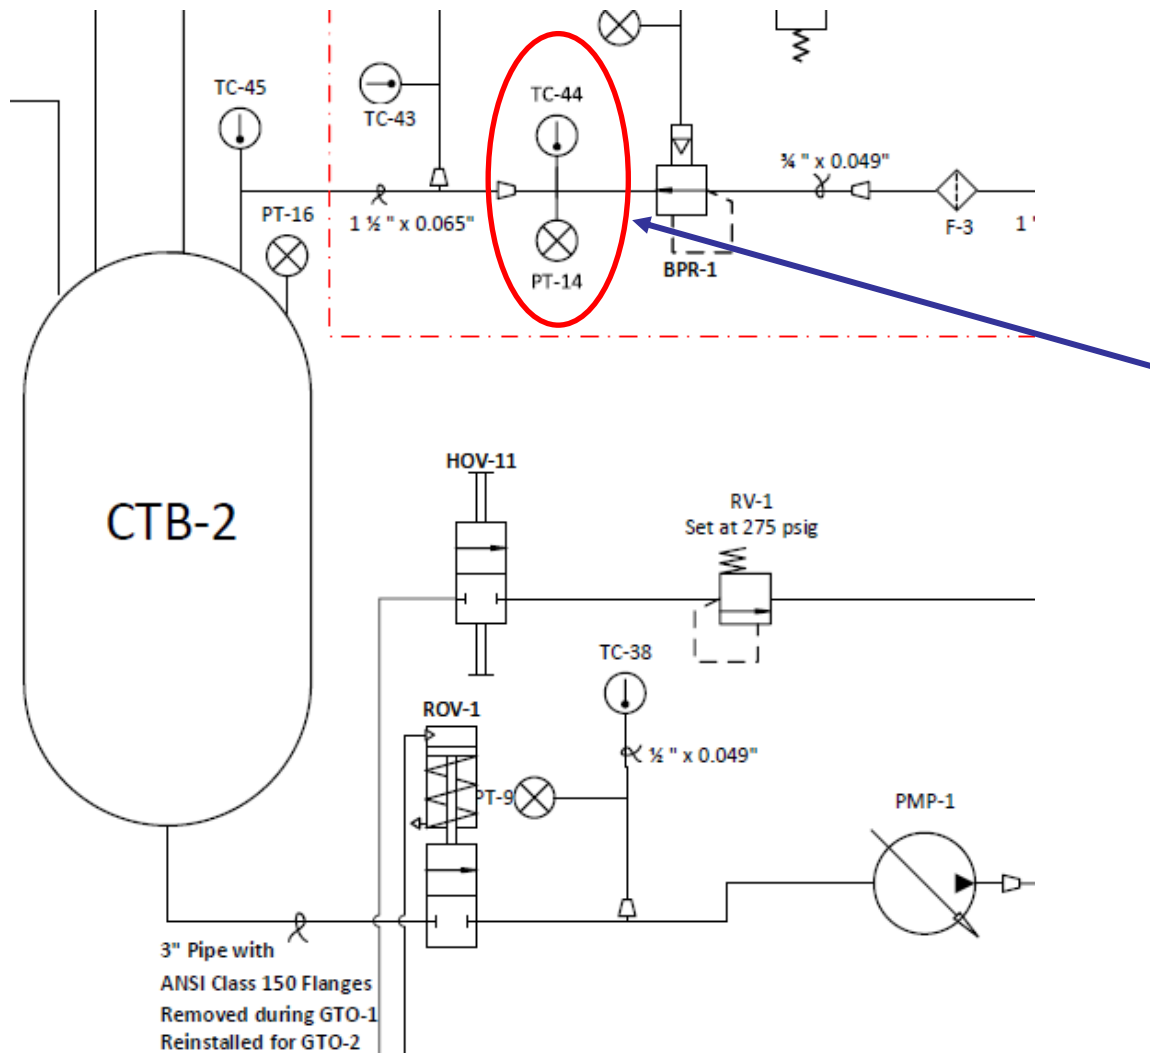 TC-45
TC-43
TC-44
¾ " x 0.049"
PT-16
1 ½ " x 0.065"
F-3
1 "
PT-14
BPR-1
HOV-11
CTB-2
RV-1
Set at 275 psig
TC-38
ROV-1
½ " x 0.049"
PT-9
PMP-1
3" Pipe with
ANSI Class 150 Flanges
Removed during GTO-1
Reinstalled for GTO-2